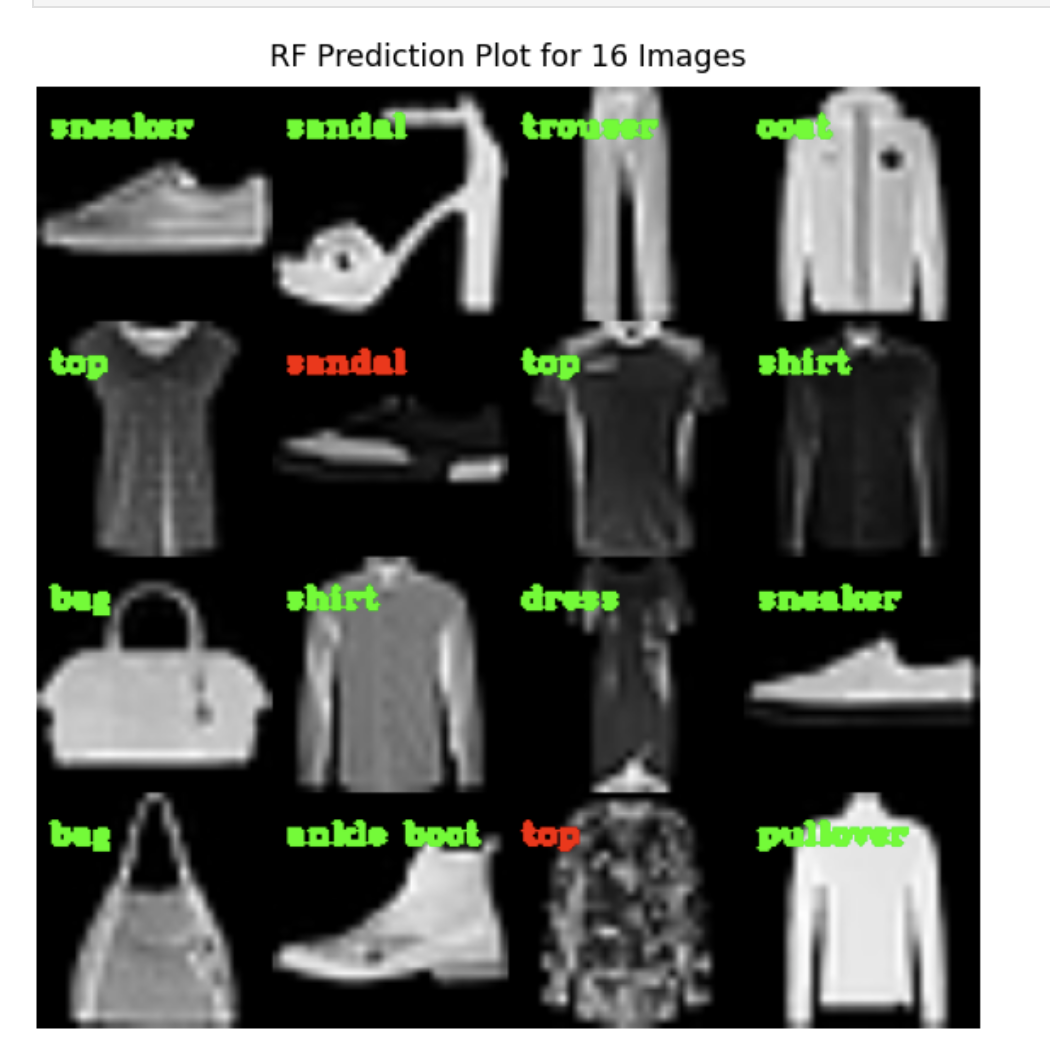 RF Prediction Plot for 16 Images
sneaker sandal trouser coat
top sandal top shirt
bag shirt dress sneaker
bag ankle boot top pullover